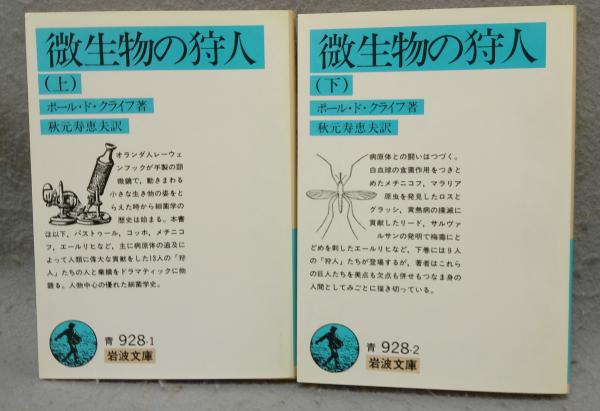 微生物の狩人
(上)
ポール・ド・クライフ著
秋元寿恵夫訳
オランダ人レーウェ
ンフックが手製の顕
微鏡で，動きまわる
小さな生き物の姿をと
らえた時から細菌学の
歴史は始まる．本書
は以下，パストゥール，コッホ，メチニコ
フ，エールリヒなど，主に病原体の追及に
よって人類に偉大な貢献をした13人の「狩
人」たちの人と業績をドラマティックに物
語る．人物中心の優れた細菌学史．
青 928-1
岩波文庫
微生物の狩人
(下)
ポール・ド・クライフ著
秋元寿恵夫訳
病原体との闘いはつづく．
白血球の食菌作用をつきと
めたメチニコフ，マラリア
原虫を発見したロスと
グラッシ，黄熱病の撲滅に
貢献したリード，サルヴァ
ルサンの発明で梅毒にと
どめを刺したエールリヒなど，下巻には9人
の「狩人」たちが登場するが，著者はこれら
の巨人たちを美点も欠点も併せもつなま身の
人間としてみごとに描き切っている．
青 928-2
岩波文庫